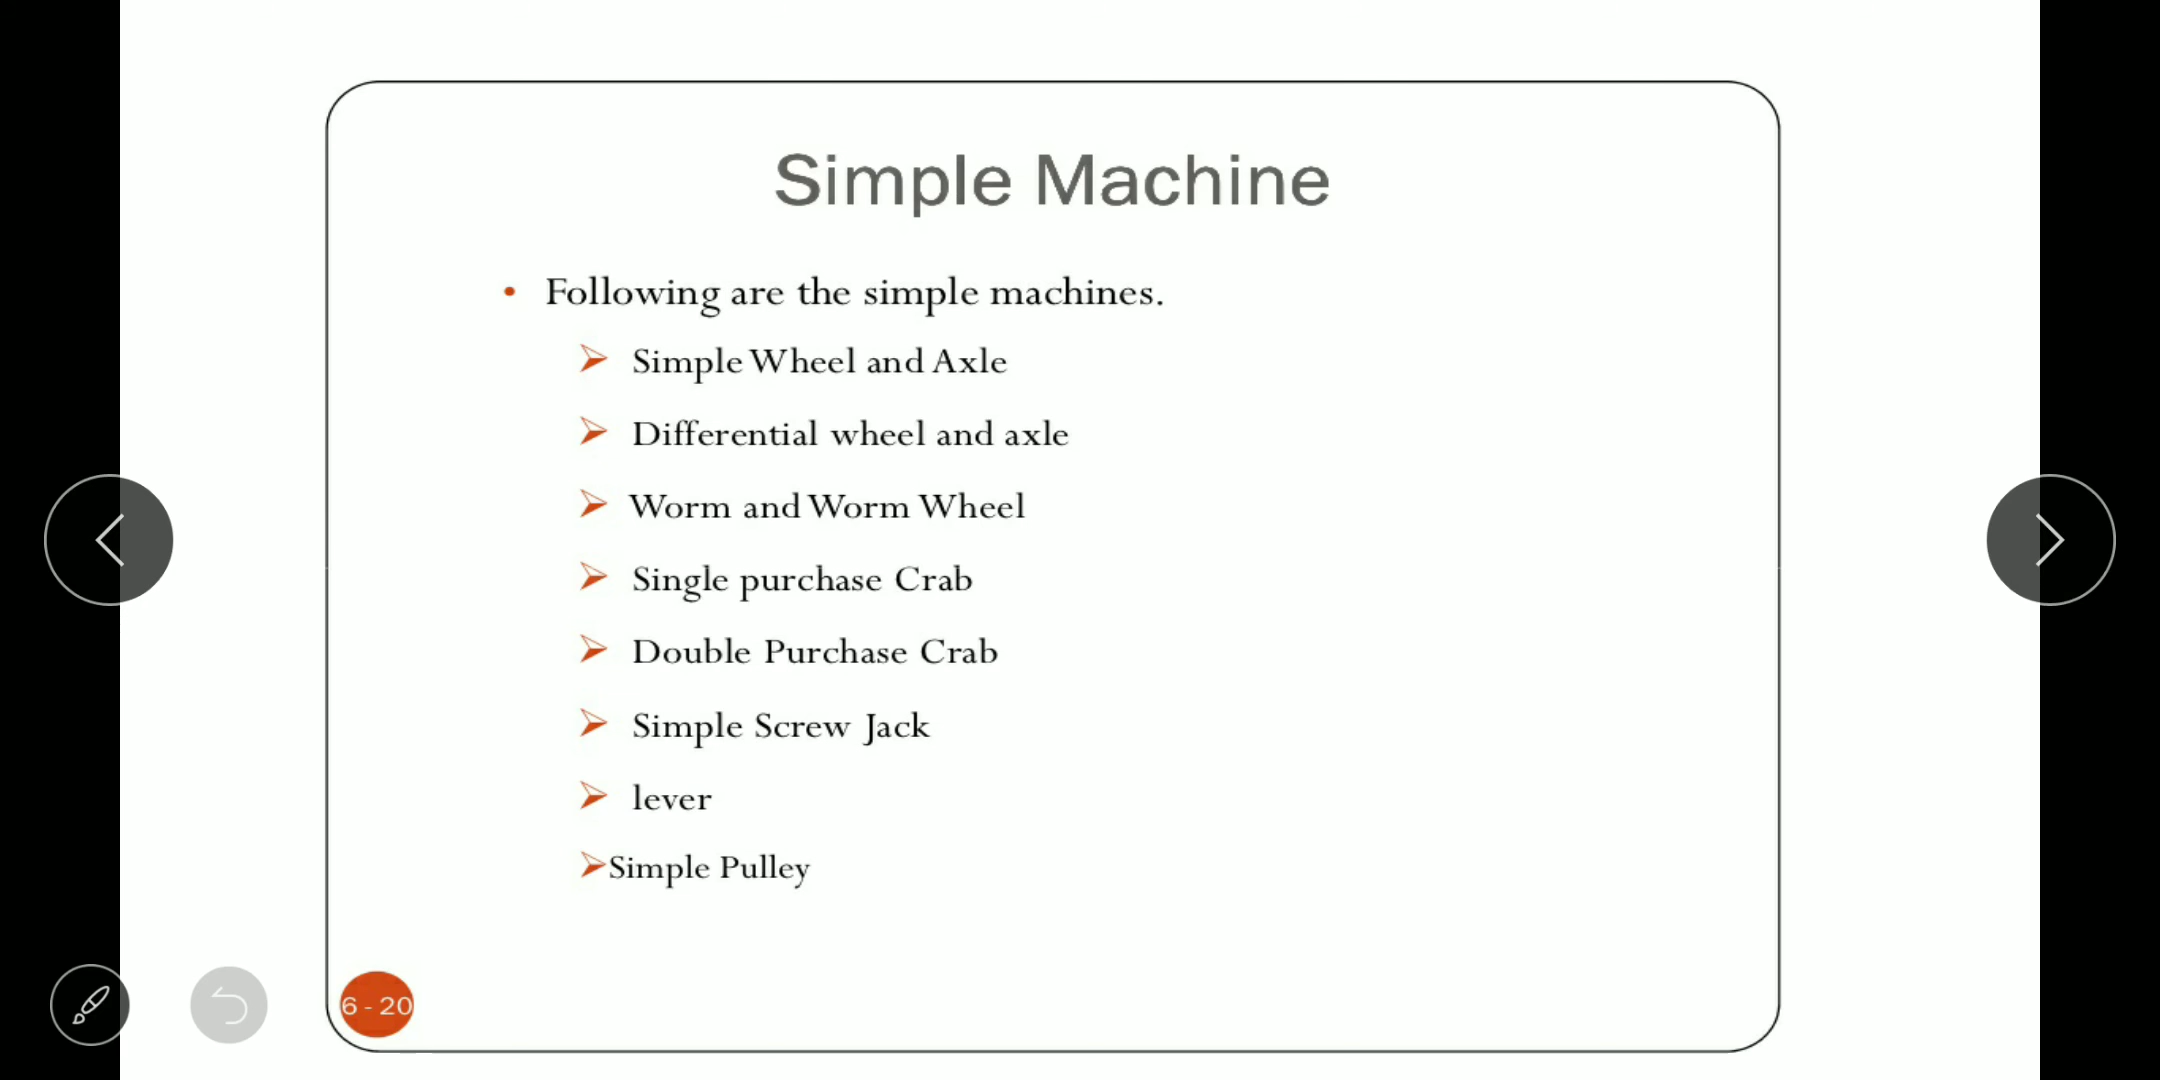 Simple Machine
• Following are the simple machines.
➢ Simple Wheel and Axle
➢ Differential wheel and axle
➢ Worm and Worm Wheel
➢ Single purchase Crab
➢ Double Purchase Crab
➢ Simple Screw Jack
➢ lever
➢Simple Pulley
6 - 20